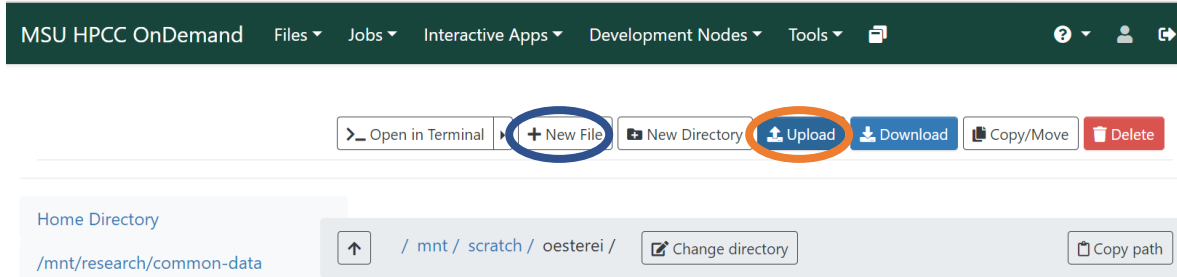 MSU HPCC OnDemand Files Jobs Interactive Apps Development Nodes Tools
Open in Terminal New File New Directory Upload Download Copy/Move Delete
Home Directory
/ mnt / scratch / oesterei / Change directory Copy path
/mnt/research/common-data